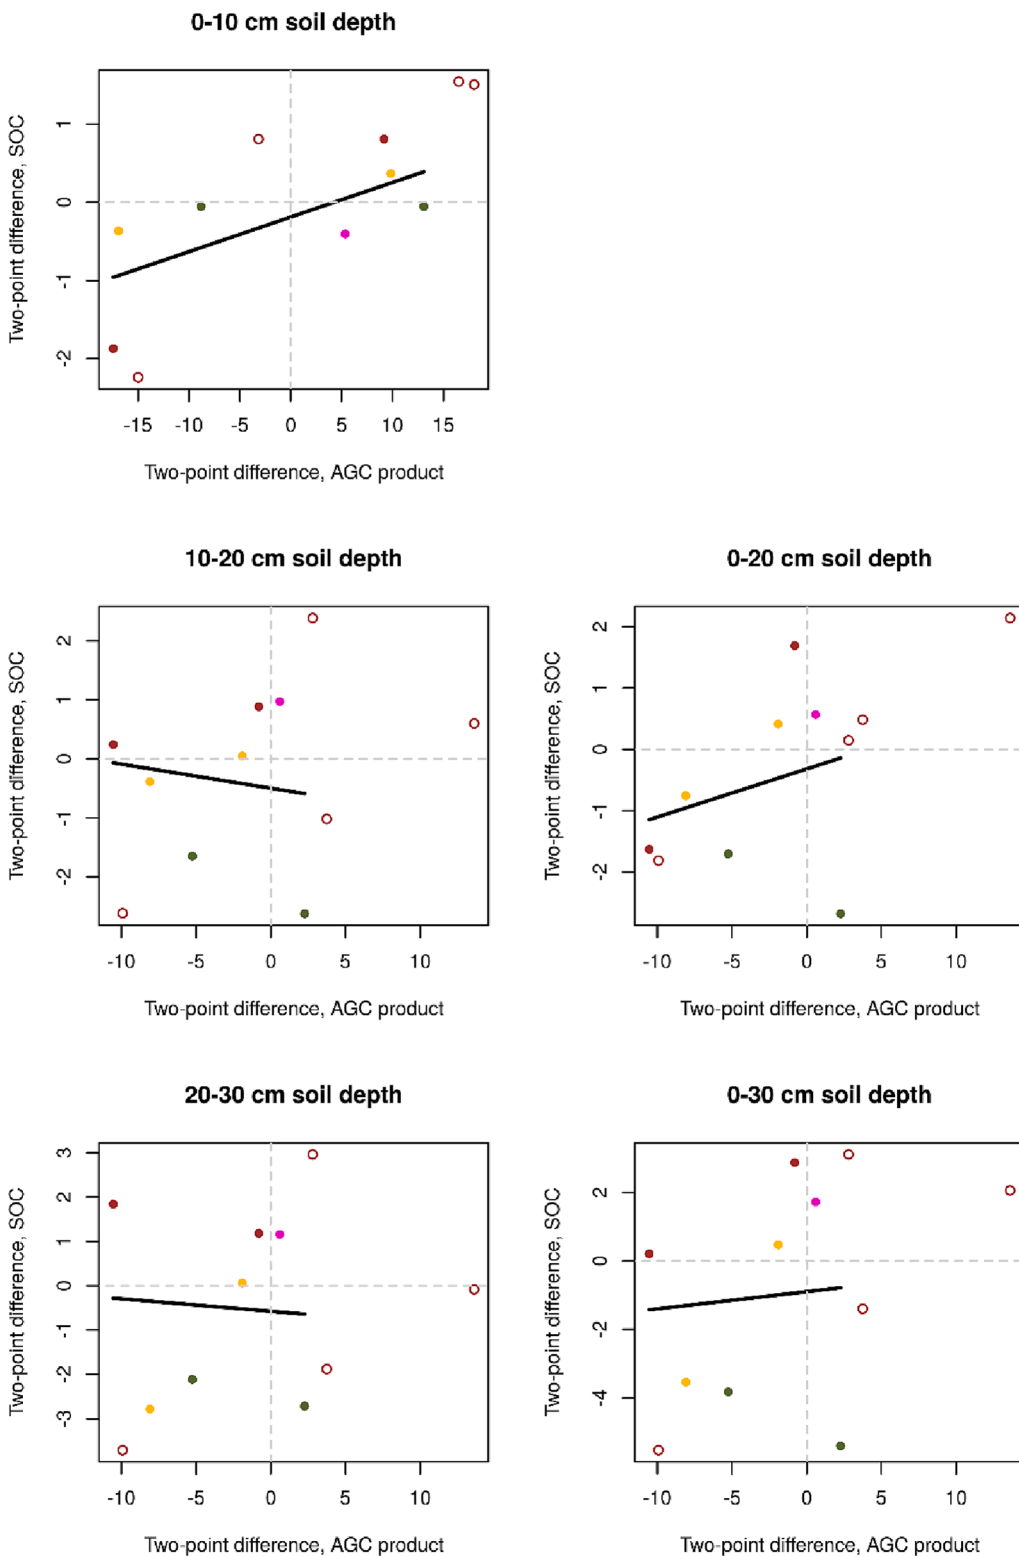 0-10 cm soil depth
Two-point difference, SOC
1
0
-1
-2
-15 -10 -5 0 5 10 15
Two-point difference, AGC product
10-20 cm soil depth
Two-point difference, SOC
2
1
0
-1
-2
-10 -5 0 5 10
Two-point difference, AGC product
0-20 cm soil depth
Two-point difference, SOC
2
1
0
-1
-2
-10 -5 0 5 10
Two-point difference, AGC product
20-30 cm soil depth
Two-point difference, SOC
3
2
1
0
-1
-2
-3
-10 -5 0 5 10
Two-point difference, AGC product
0-30 cm soil depth
Two-point difference, SOC
2
0
-2
-4
-10 -5 0 5 10
Two-point difference, AGC product